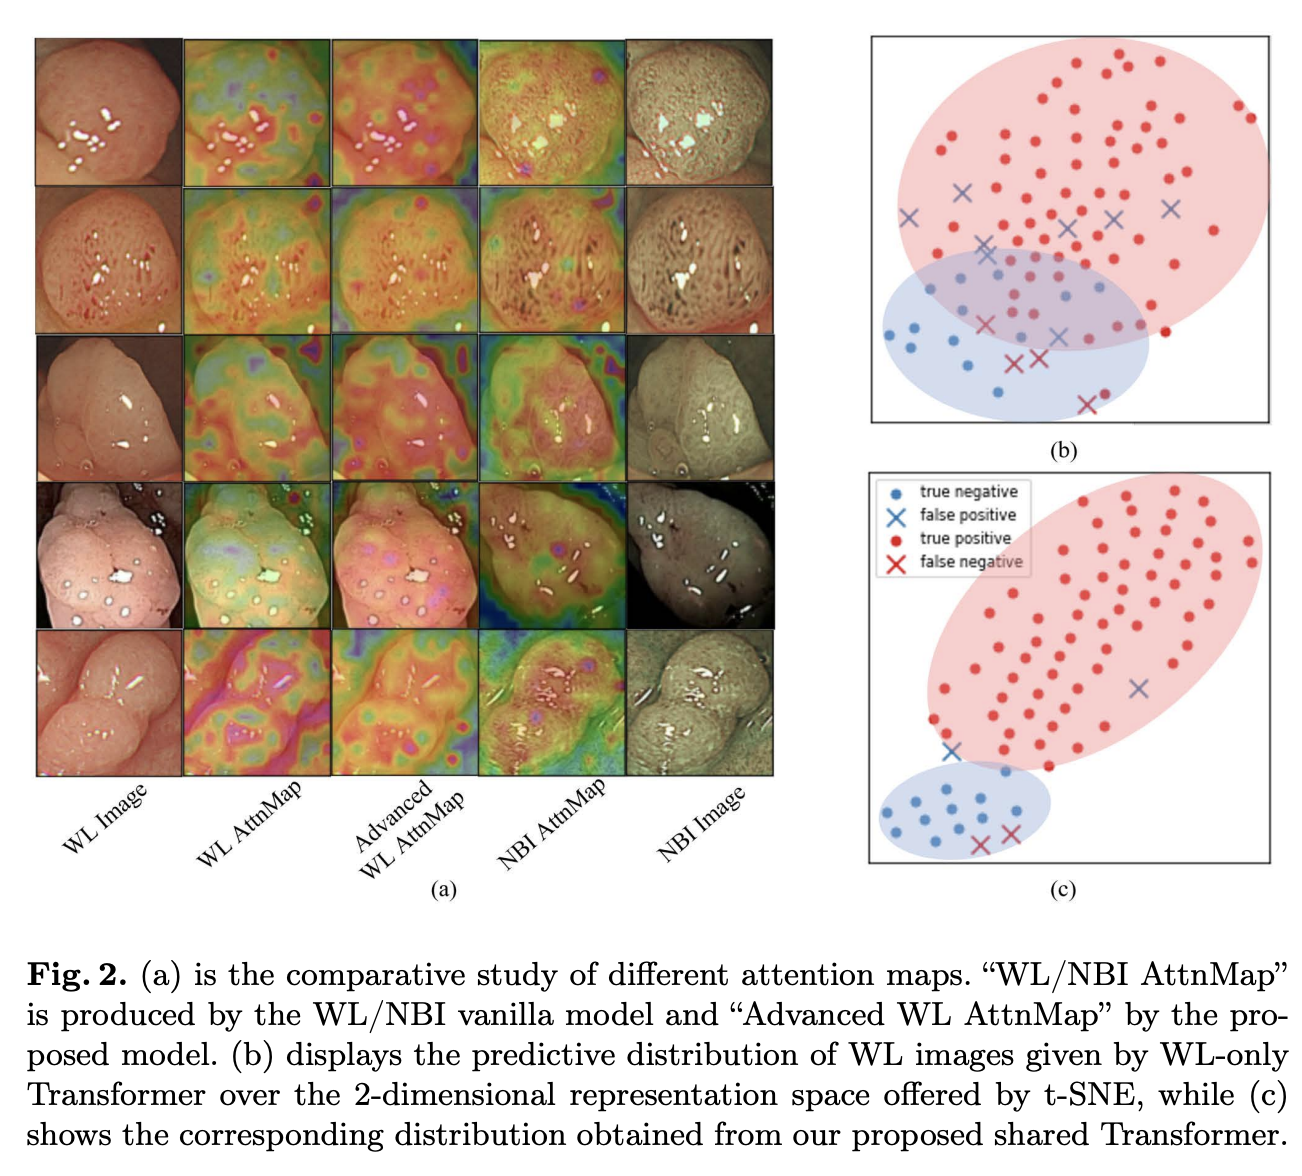 WL Image
WL AttnMap
Advanced
WL AttnMap
NBI AttnMap
NBI Image
(a)
(b)
true negative
false positive
true positive
false negative
(c)
Fig. 2. (a) is the comparative study of different attention maps. “WL/NBI AttnMap”
is produced by the WL/NBI vanilla model and “Advanced WL AttnMap” by the pro-
posed model. (b) displays the predictive distribution of WL images given by WL-only
Transformer over the 2-dimensional representation space offered by t-SNE, while (c)
shows the corresponding distribution obtained from our proposed shared Transformer.